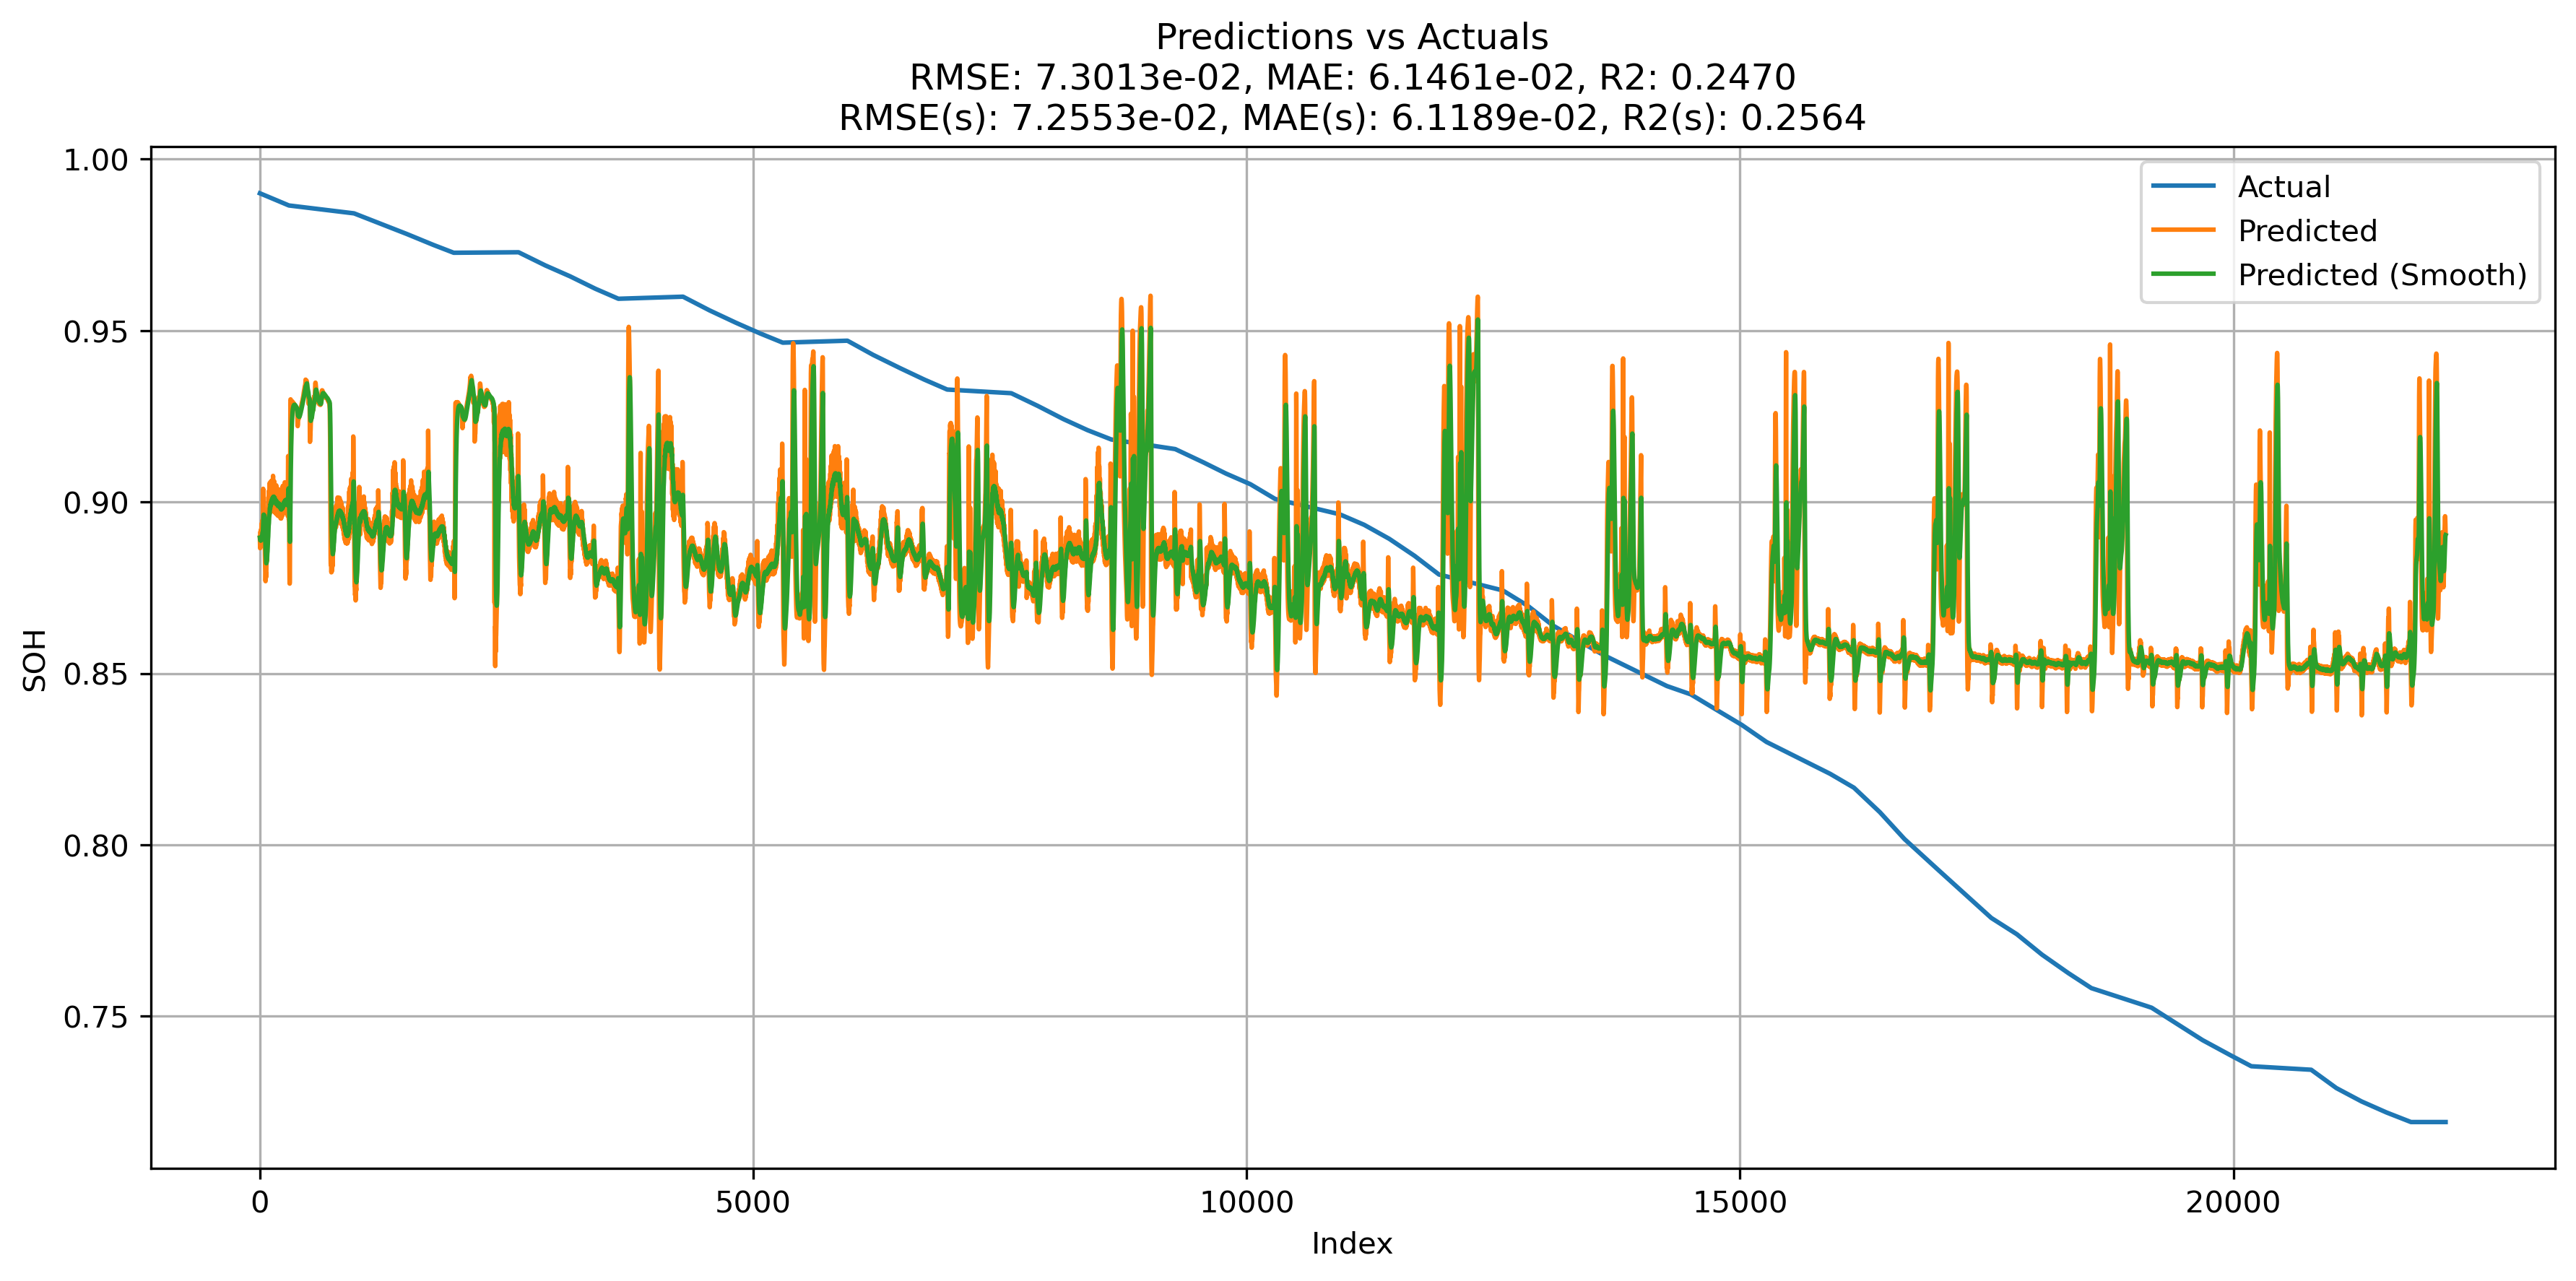 Predictions vs Actuals
RMSE: 7.3013e-02, MAE: 6.1461e-02, R2: 0.2470
RMSE(s): 7.2553e-02, MAE(s): 6.1189e-02, R2(s): 0.2564
1.00
0.95
0.90
0.85
0.80
0.75
SOH
Actual
Predicted
Predicted (Smooth)
0
5000
10000
15000
20000
Index